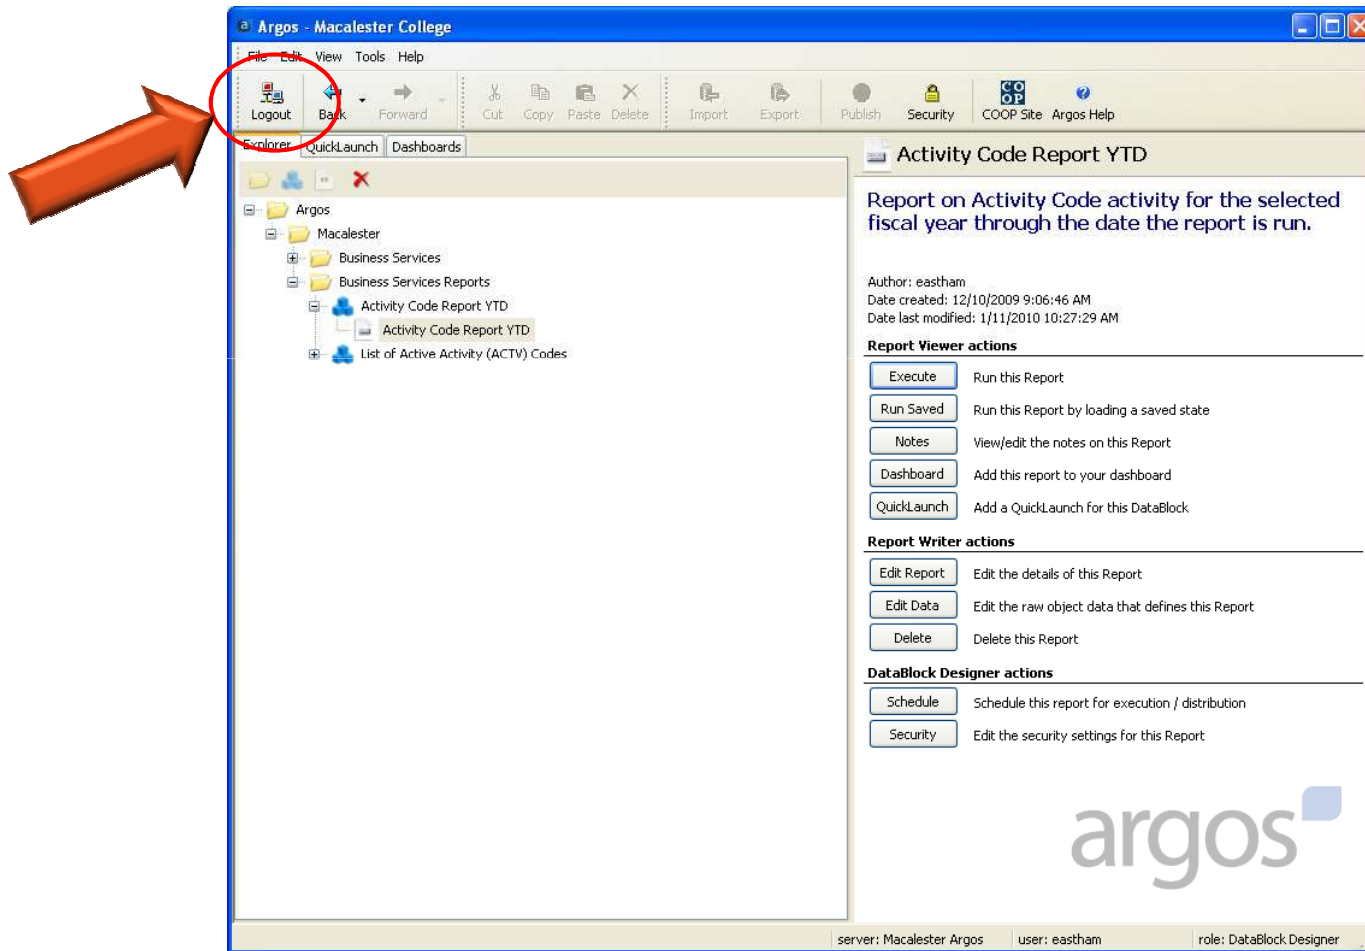 Argos - Macalester College
File Edit View Tools Help
Logout Back Forward Cut Copy Paste Delete Import Export Publish Security COOP Site Argos Help
CO
OP
Explorer QuickLaunch Dashboards
Argos
Macalester
Business Services
Business Services Reports
Activity Code Report YTD
Activity Code Report YTD
List of Active Activity (ACTV) Codes
Activity Code Report YTD
Report on Activity Code activity for the selected
fiscal year through the date the report is run.
Author: eastham
Date created: 12/10/2009 9:06:46 AM
Date last modified: 1/11/2010 10:27:29 AM
Report Viewer actions
Execute Run this Report
Run Saved Run this Report by loading a saved state
Notes View/edit the notes on this Report
Dashboard Add this report to your dashboard
QuickLaunch Add a QuickLaunch for this DataBlock
Report Writer actions
Edit Report Edit the details of this Report
Edit Data Edit the raw object data that defines this Report
Delete Delete this Report
DataBlock Designer actions
Schedule Schedule this report for execution / distribution
Security Edit the security settings for this Report
argos
server: Macalester Argos user: eastham role: DataBlock Designer